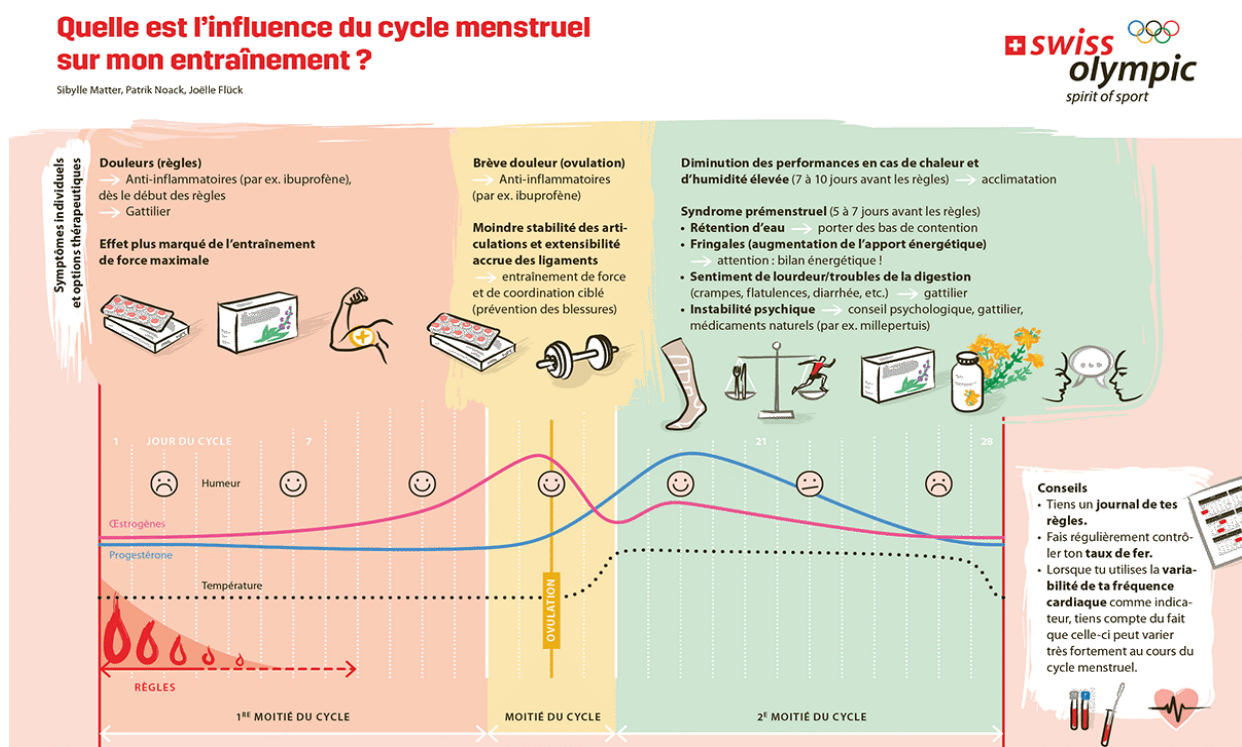 Quelle est l'influence du cycle menstruel
sur mon entraînement ?
Sibylle Matter, Patrik Noack, Joëlle Flück
swiss
olympic
spirit of sport
Symptômes individuels
et options thérapeutiques
Douleurs (règles)
→ Anti-inflammatoires (par ex. ibuprofène),
dès le début des règles
→ Gattilier
Effet plus marqué de l'entraînement
de force maximale
Brève douleur (ovulation)
→ Anti-inflammatoires
(par ex. ibuprofène)
Moindre stabilité des arti-
culations et extensibilité
accrue des ligaments
→ entraînement de force
et de coordination ciblé
(prévention des blessures)
Diminution des performances en cas de chaleur et
d'humidité élevée (7 à 10 jours avant les règles) → acclimatation
Syndrome prémenstruel (5 à 7 jours avant les règles)
• Rétention d'eau → porter des bas de contention
• Fringales (augmentation de l'apport énergétique)
→ attention : bilan énergétique !
• Sentiment de lourdeur/troubles de la digestion
(crampes, flatulences, diarrhée, etc.) → gattilier
• Instabilité psychique → conseil psychologique, gattilier,
médicaments naturels (par ex. millepertuis)
1 JOUR DU CYCLE 7 21 28
Humeur
Œstrogènes
Progestérone
Température
OVULATION
RÈGLES
1RE MOITIÉ DU CYCLE
MOITIÉ DU CYCLE
2E MOITIÉ DU CYCLE
Conseils
• Tiens un journal de tes
règles.
• Fais régulièrement contrô-
ler ton taux de fer.
• Lorsque tu utilises la varia-
bilité de ta fréquence
cardiaque comme indica-
teur, tiens compte du fait
que celle-ci peut varier
très fortement au cours du
cycle menstruel.